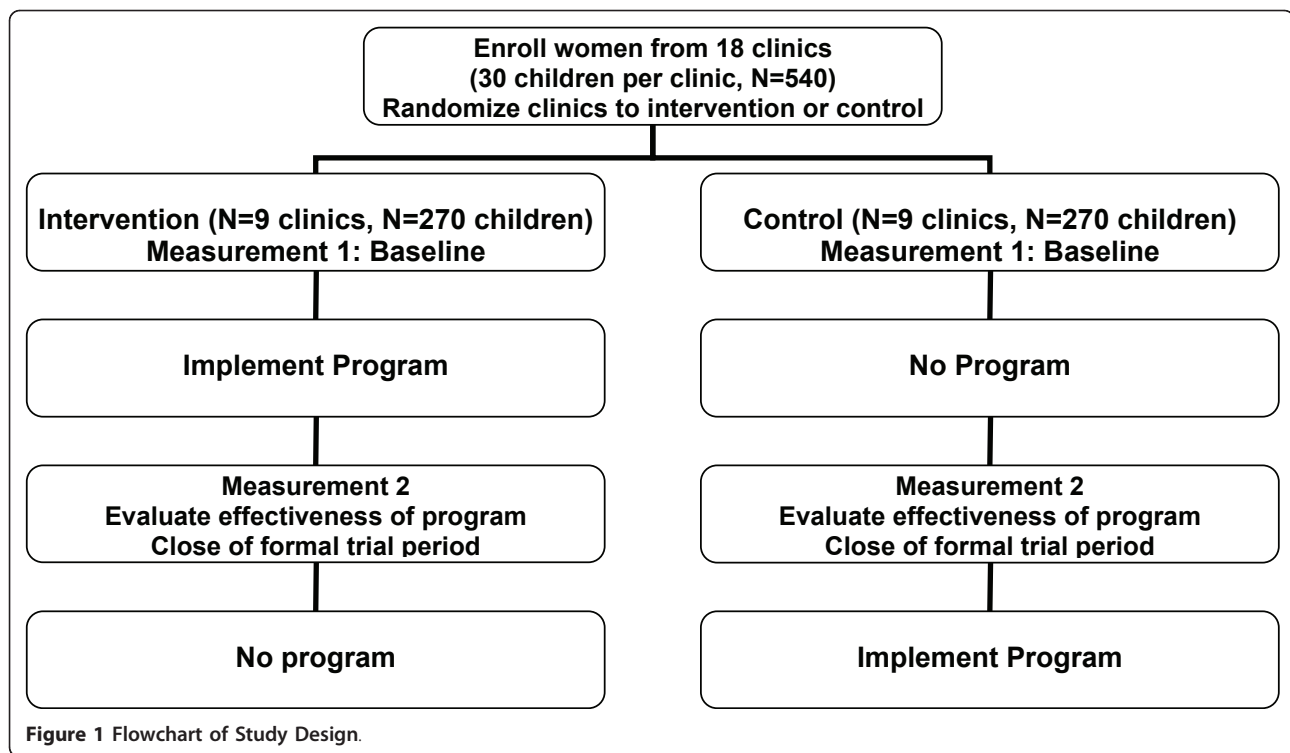 Enroll women from 18 clinics
(30 children per clinic, N=540)
Randomize clinics to intervention or control
Intervention (N=9 clinics, N=270 children)
Measurement 1: Baseline
Control (N=9 clinics, N=270 children)
Measurement 1: Baseline
Implement Program
No Program
Measurement 2
Evaluate effectiveness of program
Close of formal trial period
Measurement 2
Evaluate effectiveness of program
Close of formal trial period
No program
Implement Program
Figure 1 Flowchart of Study Design.